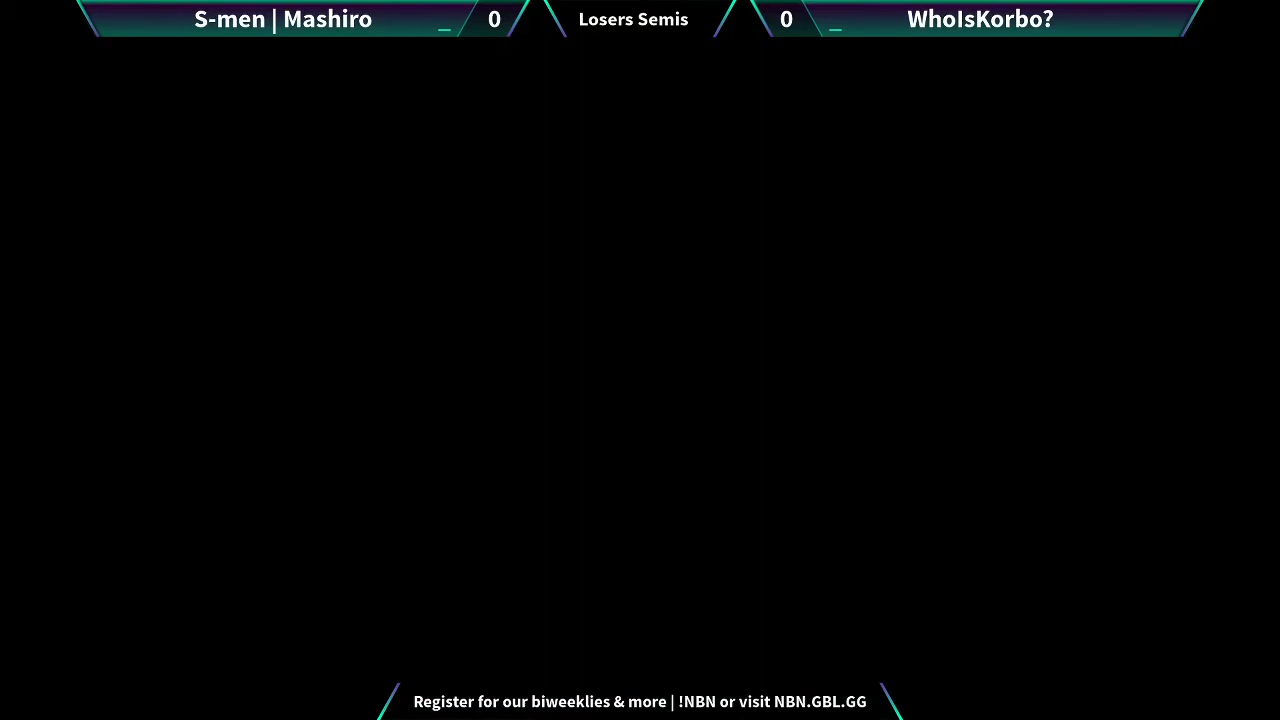 S-men | Mashiro
_
0
Losers Semis
0
_
WhoIsKorbo?
Register for our biweeklies & more | !NBN or visit NBN.GBL.GG